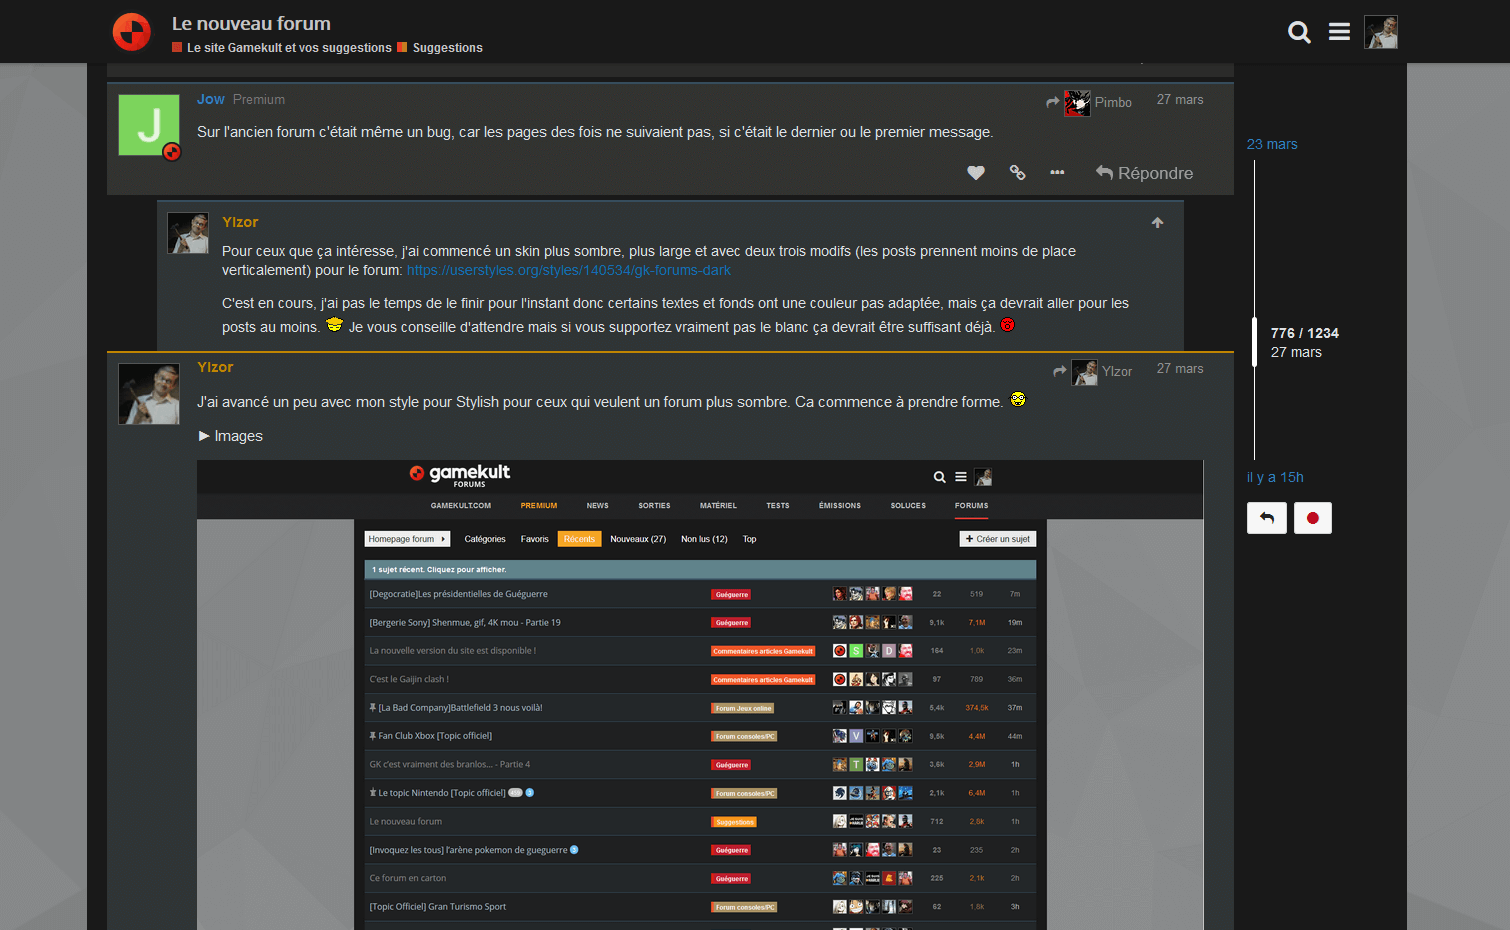 Le nouveau forum
Le site Gamekult et vos suggestions Suggestions
J
Jow Premium
Pimbo 27 mars
Sur l'ancien forum c'était même un bug, car les pages des fois ne suivaient pas, si c'était le dernier ou le premier message.
Répondre
Ylzor
Pour ceux que ça intéresse, j'ai commencé un skin plus sombre, plus large et avec deux trois modifs (les posts prennent moins de place
verticalement) pour le forum: https://userstyles.org/styles/140534/gk-forums-dark
C'est en cours, j'ai pas le temps de le finir pour l'instant donc certains textes et fonds ont une couleur pas adaptée, mais ça devrait aller pour les
posts au moins. Je vous conseille d'attendre mais si vous supportez vraiment pas le blanc ça devrait être suffisant déjà.
Ylzor
Ylzor 27 mars
J'ai avancé un peu avec mon style pour Stylish pour ceux qui veulent un forum plus sombre. Ca commence à prendre forme.
► Images
gamekult
FORUMS
GAMEKULT.COM PREMIUM NEWS SORTIES MATÉRIEL TESTS ÉMISSIONS SOLUCES FORUMS
Homepage forum Catégories Favoris Récents Nouveaux (27) Non lus (12) Top + Créer un sujet
1 sujet récent. Cliquez pour afficher.
[Degocratie]Les présidentielles de Guéguerre Guéguerre 22 519 7m
[Bergerie Sony] Shenmue, gif, 4K mou - Partie 19 Guéguerre 9,1k 7,1M 19m
La nouvelle version du site est disponible ! Commentaires articles Gamekult S D 164 1,0k 23m
C'est le Gaijin clash ! Commentaires articles Gamekult 97 789 36m
[La Bad Company]Battlefield 3 nous voilà! Forum Jeux online 5,4k 374,5k 37m
Fan Club Xbox [Topic officiel] Forum consoles/PC V 9,5k 4,4M 44m
GK c'est vraiment des branlos... - Partie 4 Guéguerre T 3,6k 2,9M 1h
Le topic Nintendo [Topic officiel] 3 Forum consoles/PC 2,1k 6,4M 1h
Le nouveau forum Suggestions 712 2,8k 1h
[Invoquez les tous] l'arène pokemon de gueguerre 3 Guéguerre 23 235 2h
Ce forum en carton Guéguerre 225 2,1k 2h
[Topic Officiel] Gran Turismo Sport Forum consoles/PC 62 1,8k 3h
23 mars
776 / 1234
27 mars
il y a 15h